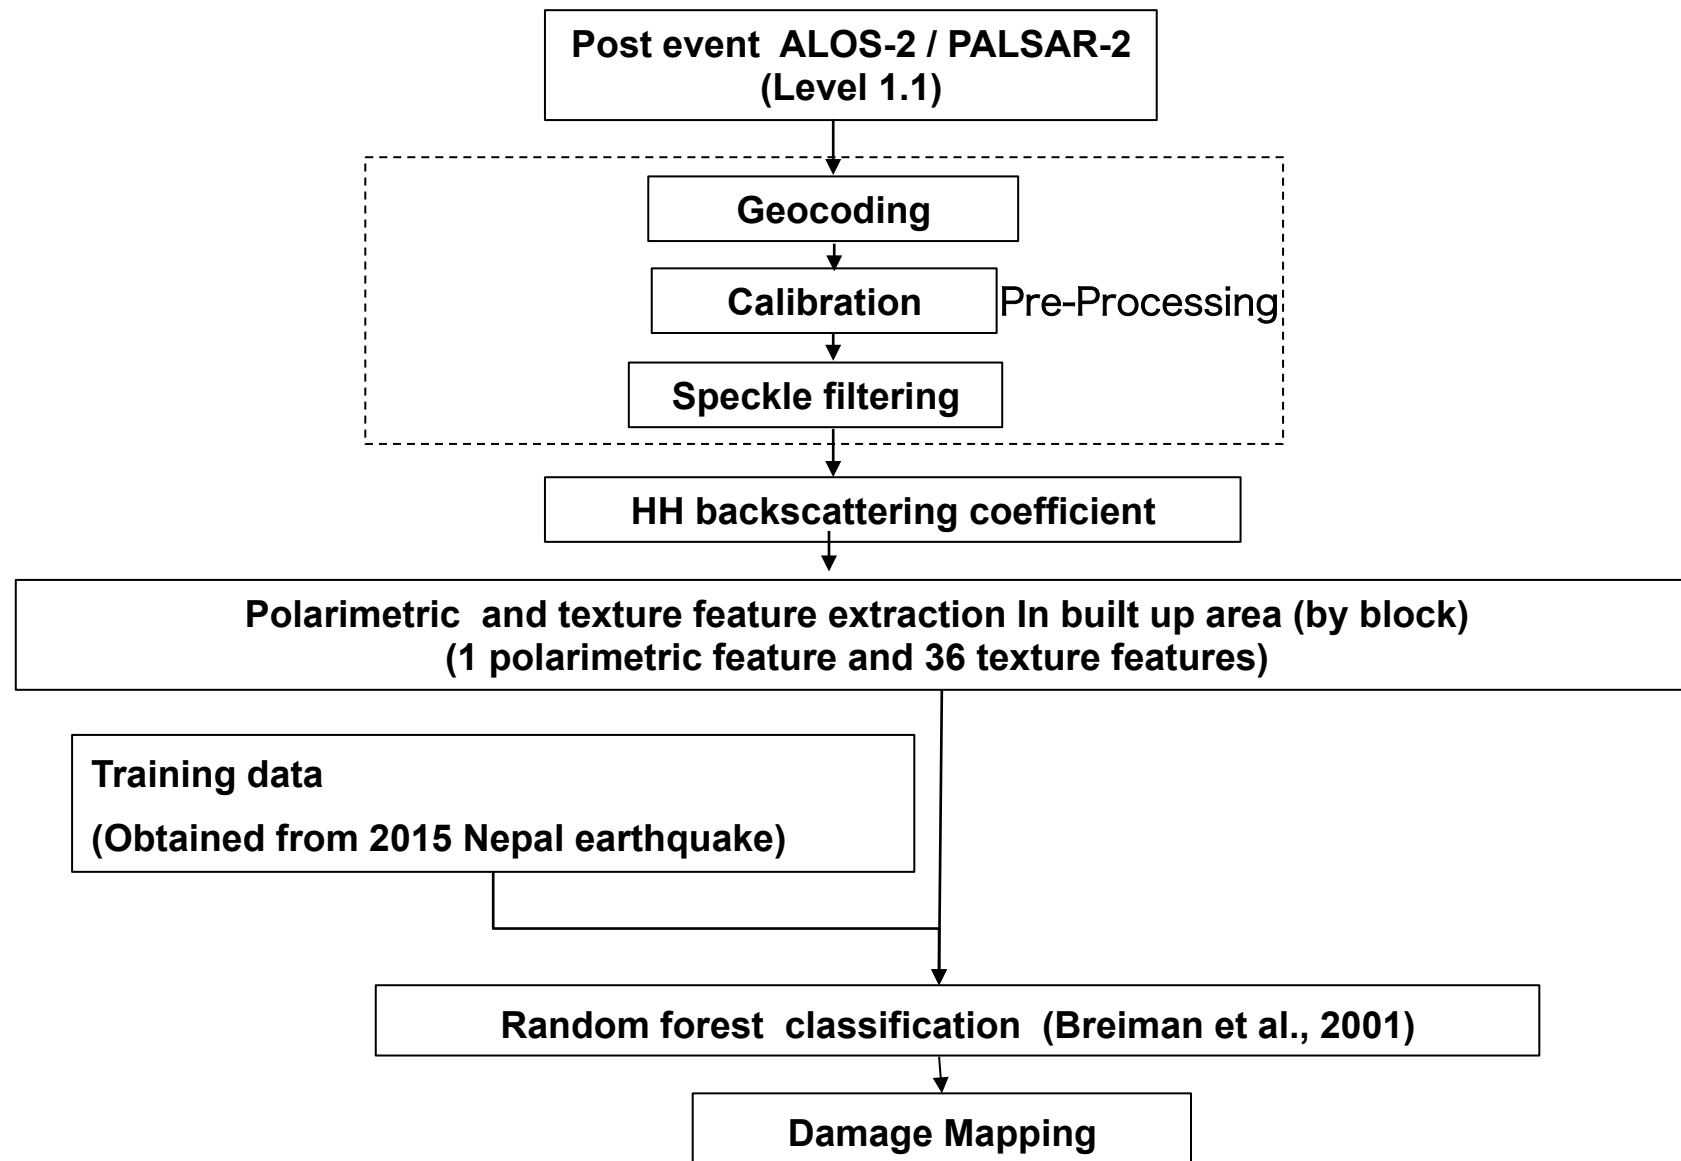 Post event ALOS-2 / PALSAR-2
(Level 1.1)
Geocoding
Calibration
Pre-Processing
Speckle filtering
HH backscattering coefficient
Polarimetric and texture feature extraction In built up area (by block)
(1 polarimetric feature and 36 texture features)
Training data
(Obtained from 2015 Nepal earthquake)
Random forest classification (Breiman et al., 2001)
Damage Mapping